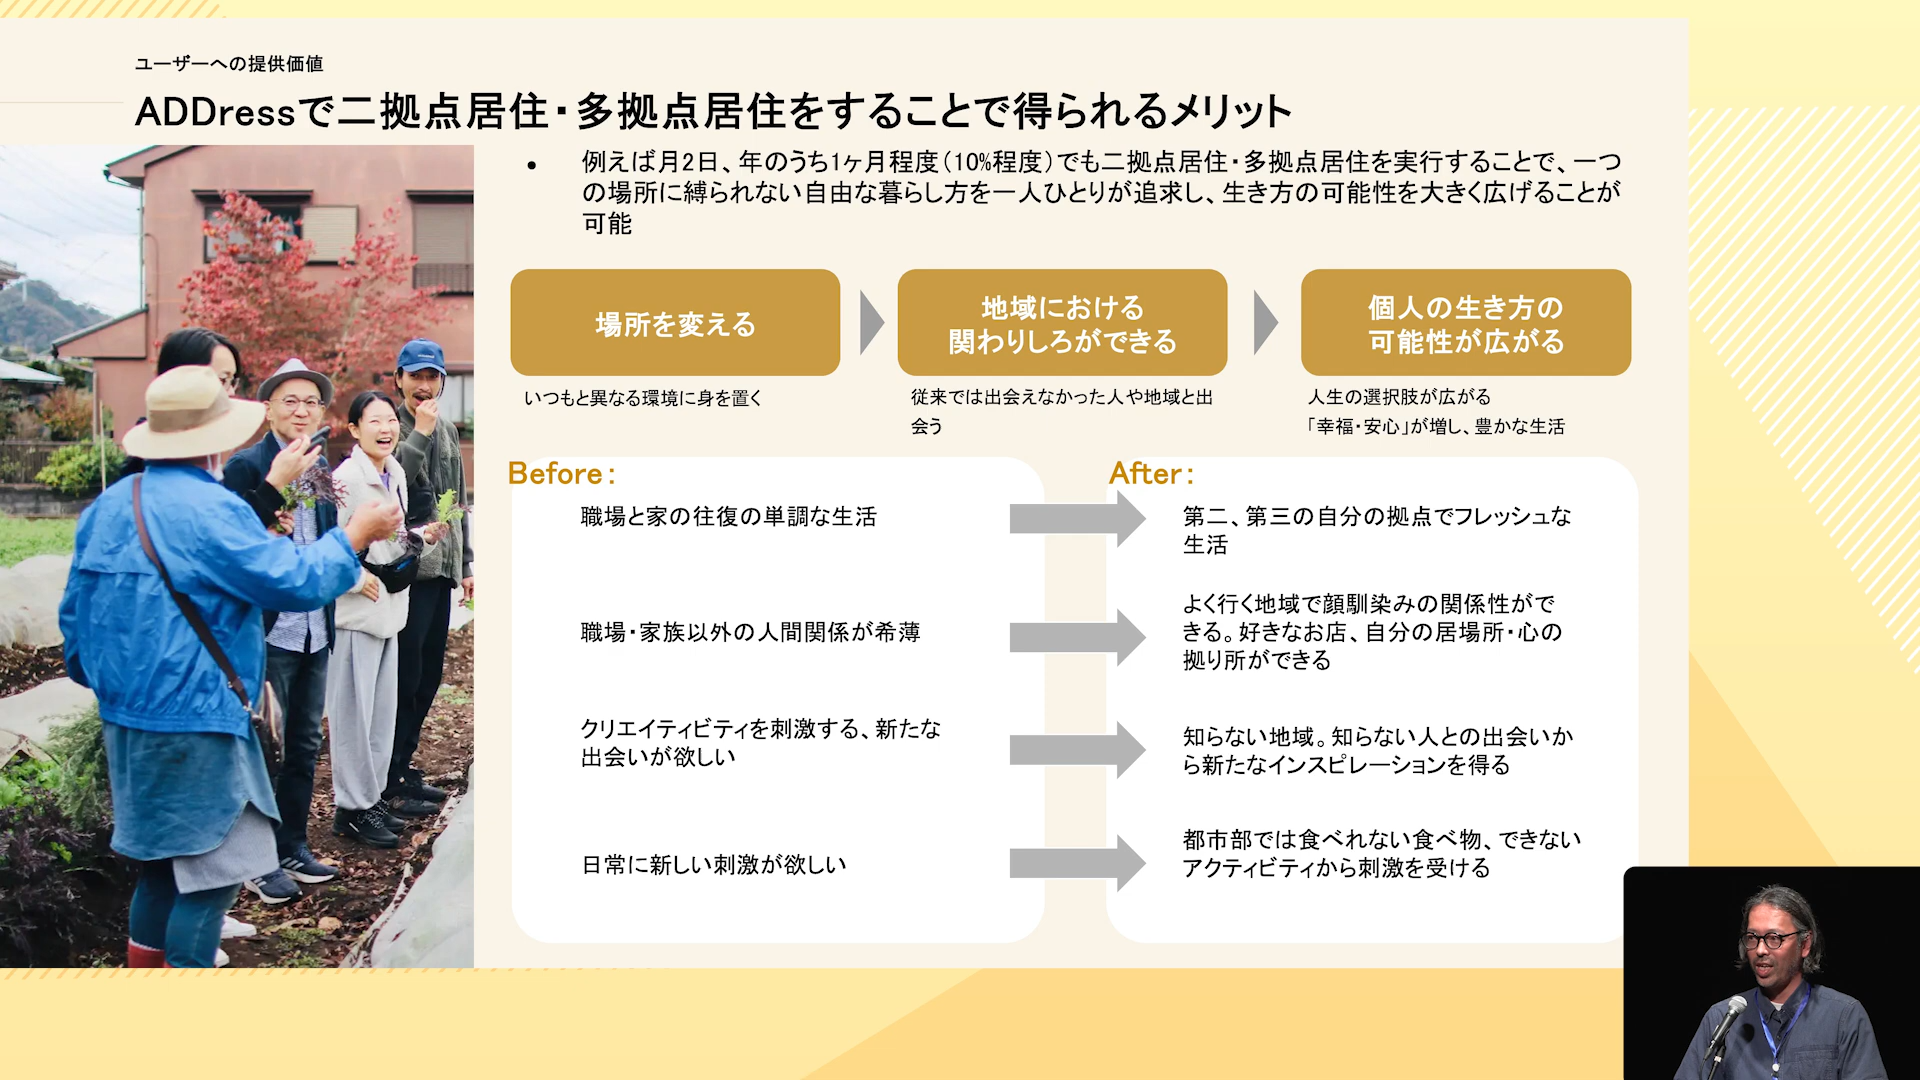 ユーザーへの提供価値
ADDressで二拠点居住・多拠点居住をすることで得られるメリット
● 例えば月2日、年のうち1ヶ月程度（10%程度）でも二拠点居住・多拠点居住を実行することで、一つ
の場所に縛られない自由な暮らし方を一人ひとりが追求し、生き方の可能性を大きく広げることが
可能
場所を変える
地域における
関わりしろができる
個人の生き方の
可能性が広がる
いつもと異なる環境に身を置く
従来では出会えなかった人や地域と出
会う
人生の選択肢が広がる
「幸福・安心」が増し、豊かな生活
Before：
After：
職場と家の往復の単調な生活
第二、第三の自分の拠点でフレッシュな
生活
職場・家族以外の人間関係が希薄
よく行く地域で顔馴染みの関係性がで
きる。好きなお店、自分の居場所・心の
拠り所ができる
クリエイティビティを刺激する、新たな
出会いが欲しい
知らない地域。知らない人との出会いか
ら新たなインスピレーションを得る
日常に新しい刺激が欲しい
都市部では食べれない食べ物、できない
アクティビティから刺激を受ける